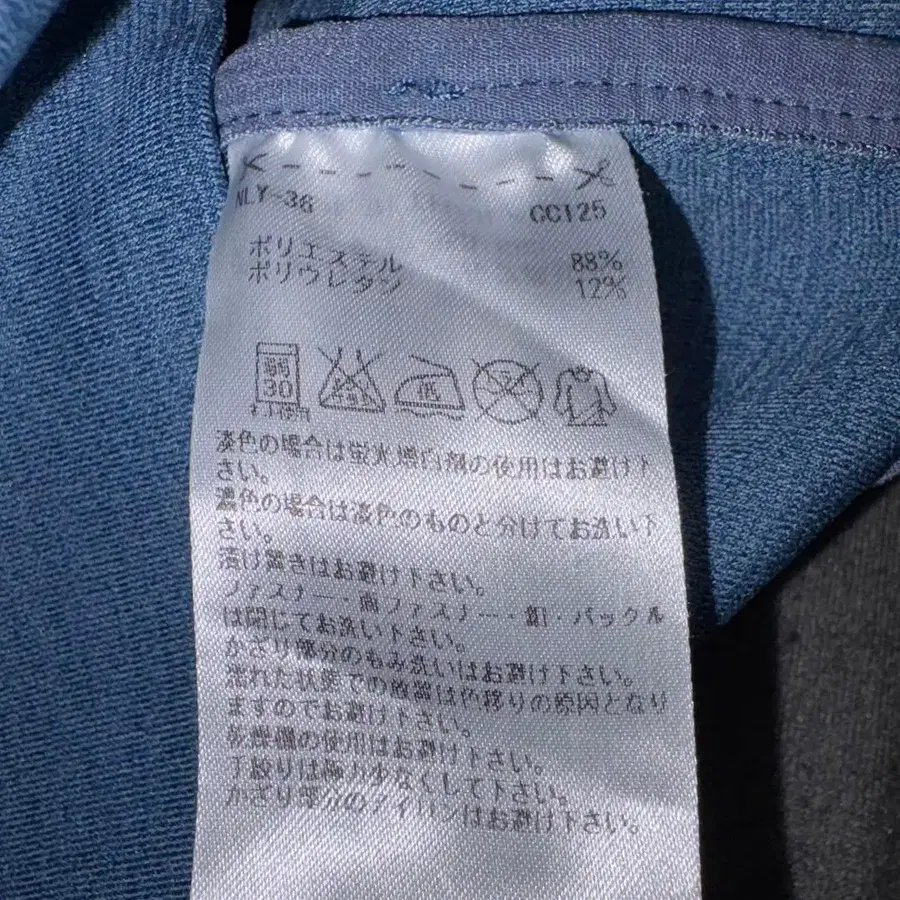 NLY-36 CC125
ポリエステル 88%
ポリウレタン 12%
弱
30
低
淡色の場合は蛍光増白剤の使用はお避け下
さい。
濃色の場合は淡色のものと分けてお洗い下
さい。
漬け置きはお避け下さい。
ファスナー・面ファスナー・釦・バックル
は閉じてお洗い下さい。
かざり部分のもみ洗いはお避け下さい。
濡れた状態での放置は色移りの原因となり
ますのでお避け下さい。
乾燥機の使用はお避け下さい。
手絞りは極力少なくして下さい。
かざり部分のアイロンはお避け下さい。